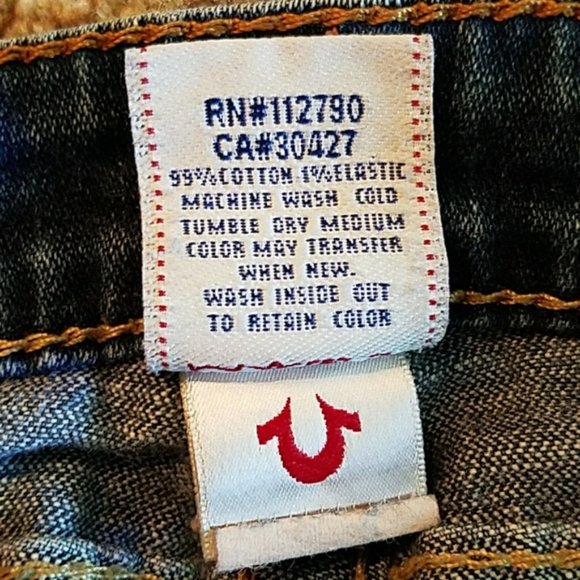 RN#112790
CA#30427
99%COTTON 1%ELASTIC
MACHINE WASH COLD
TUMBLE DRY MEDIUM
COLOR MAY TRANSFER
WHEN NEW.
WASH INSIDE OUT
TO RETAIN COLOR